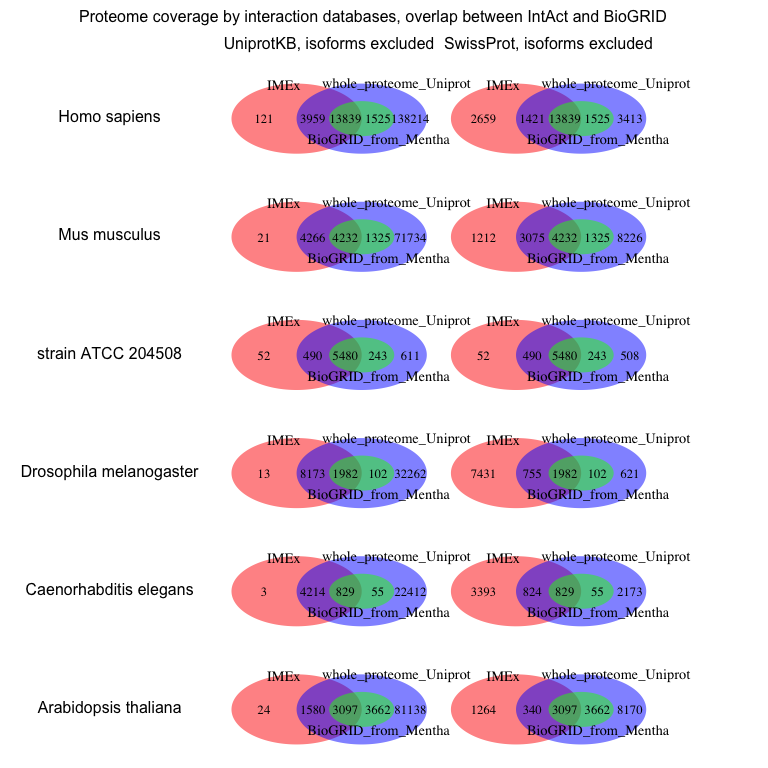 Proteome coverage by interaction databases, overlap between IntAct and BioGRID
UniprotKB, isoforms excluded SwissProt, isoforms excluded
Homo sapiens
IMEx whole_proteome_Uniprot
121 3959 13839 1525 138214
BioGRID_from_Mentha
IMEx whole_proteome_Uniprot
2659 1421 13839 1525 3413
BioGRID_from_Mentha
Mus musculus
IMEx whole_proteome_Uniprot
21 4266 4232 1325 71734
BioGRID_from_Mentha
IMEx whole_proteome_Uniprot
1212 3075 4232 1325 8226
BioGRID_from_Mentha
strain ATCC 204508
IMEx whole_proteome_Uniprot
52 490 5480 243 611
BioGRID_from_Mentha
IMEx whole_proteome_Uniprot
52 490 5480 243 508
BioGRID_from_Mentha
Drosophila melanogaster
IMEx whole_proteome_Uniprot
13 8173 1982 102 32262
BioGRID_from_Mentha
IMEx whole_proteome_Uniprot
7431 755 1982 102 621
BioGRID_from_Mentha
Caenorhabditis elegans
IMEx whole_proteome_Uniprot
3 4214 829 55 22412
BioGRID_from_Mentha
IMEx whole_proteome_Uniprot
3393 824 829 55 2173
BioGRID_from_Mentha
Arabidopsis thaliana
IMEx whole_proteome_Uniprot
24 1580 3097 3662 81138
BioGRID_from_Mentha
IMEx whole_proteome_Uniprot
1264 340 3097 3662 8170
BioGRID_from_Mentha